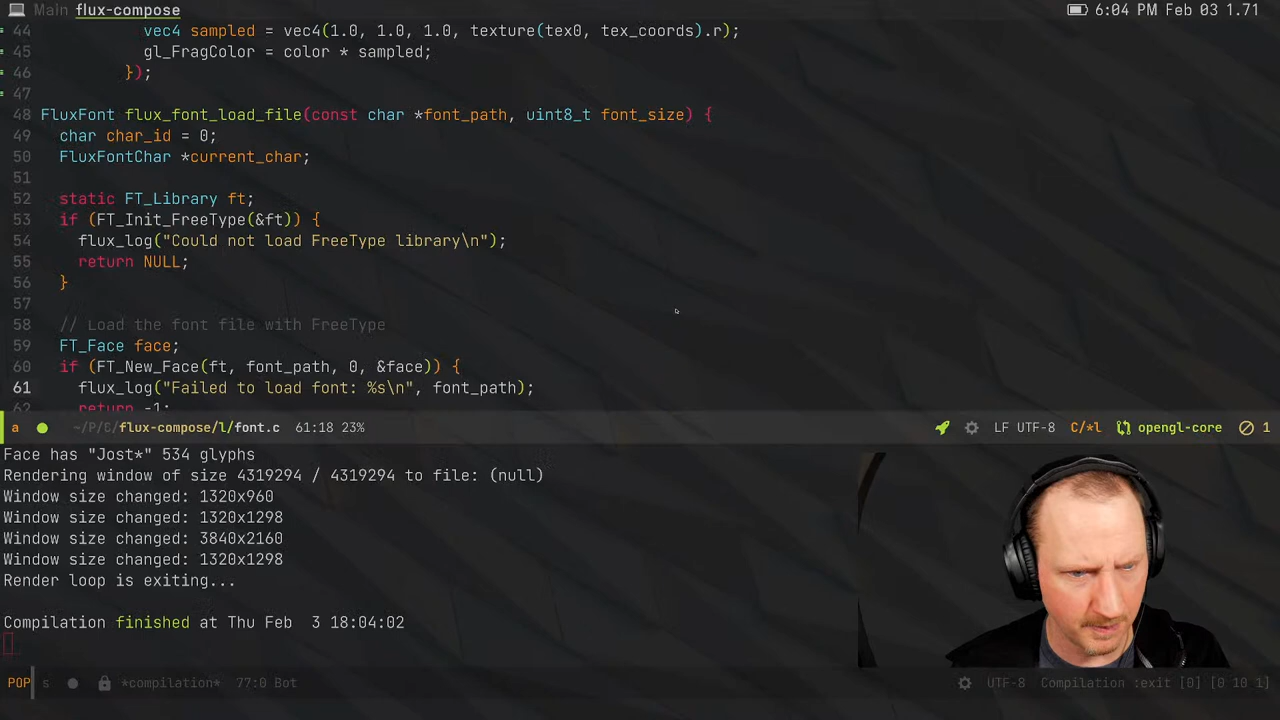 Main flux-compose 6:04 PM Feb 03 1.71
44 vec4 sampled = vec4(1.0, 1.0, 1.0, texture(tex0, tex_coords).r);
45 gl_FragColor = color * sampled;
46 });
47
48 FluxFont flux_font_load_file(const char *font_path, uint8_t font_size) {
49 char char_id = 0;
50 FluxFontChar *current_char;
51
52 static FT_Library ft;
53 if (FT_Init_FreeType(&ft)) {
54 flux_log("Could not load FreeType library\n");
55 return NULL;
56 }
57
58 // Load the font file with FreeType
59 FT_Face face;
60 if (FT_New_Face(ft, font_path, 0, &face)) {
61 flux_log("Failed to load font: %s\n", font_path);
62 return -1;
a ~/P/C/flux-compose/l/font.c 61:18 23% LF UTF-8 C/*l opengl-core 1
Face has "Jost*" 534 glyphs
Rendering window of size 4319294 / 4319294 to file: (null)
Window size changed: 1320x960
Window size changed: 1320x1298
Window size changed: 3840x2160
Window size changed: 1320x1298
Render loop is exiting...
Compilation finished at Thu Feb  3 18:04:02
POP s *compilation* 77:0 Bot UTF-8 Compilation :exit [0] [0 10 1]